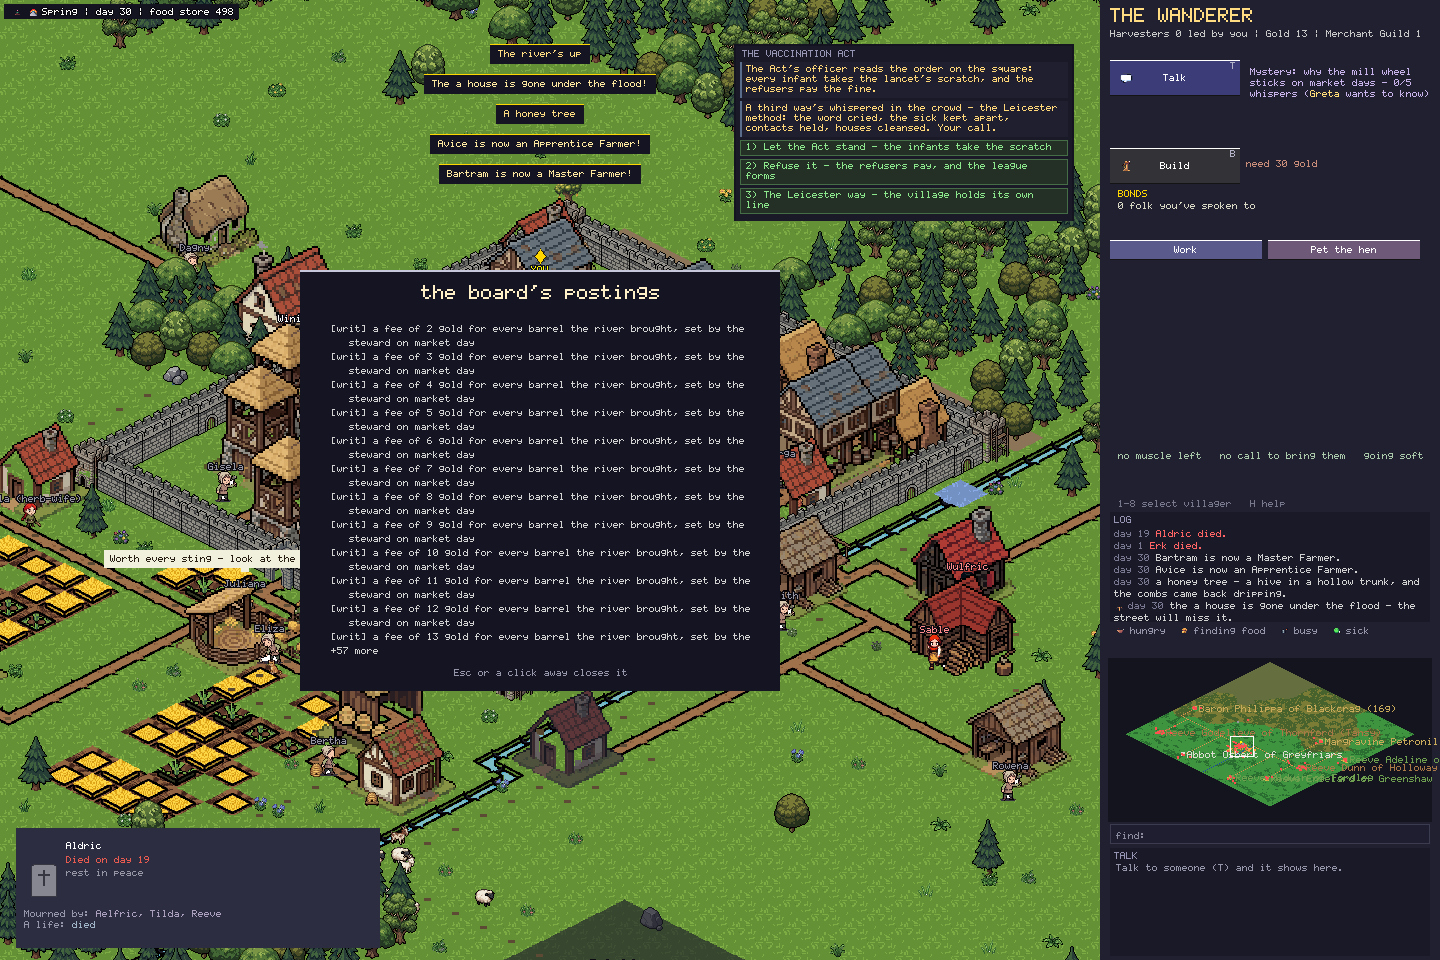 Spring | day 30 | food store 498
The river's up
The a house is gone under the flood!
A honey tree
Avice is now an Apprentice Farmer!
Bartram is now a Master Farmer!
THE VACCINATION ACT
The Act's officer reads the order on the square:
every infant takes the lancet's scratch, and the
refusers pay the fine.
A third way's whispered in the crowd - the Leicester
method: the word cried, the sick kept apart,
contacts held, houses cleansed. Your call.
1) Let the Act stand - the infants take the scratch
2) Refuse it - the refusers pay, and the league
forms
3) The Leicester way - the village holds its own
line
Dagny
YOU
Wini
Gisela
la (herb-wife)
Worth every sting - look at the
Juliana
Eliza
Bertha
Wulfric
Sable
Rowena
the board's postings
[writ] a fee of 2 gold for every barrel the river brought, set by the
steward on market day
[writ] a fee of 3 gold for every barrel the river brought, set by the
steward on market day
[writ] a fee of 4 gold for every barrel the river brought, set by the
steward on market day
[writ] a fee of 5 gold for every barrel the river brought, set by the
steward on market day
[writ] a fee of 6 gold for every barrel the river brought, set by the
steward on market day
[writ] a fee of 7 gold for every barrel the river brought, set by the
steward on market day
[writ] a fee of 8 gold for every barrel the river brought, set by the
steward on market day
[writ] a fee of 9 gold for every barrel the river brought, set by the
steward on market day
[writ] a fee of 10 gold for every barrel the river brought, set by the
steward on market day
[writ] a fee of 11 gold for every barrel the river brought, set by the
steward on market day
[writ] a fee of 12 gold for every barrel the river brought, set by the
steward on market day
[writ] a fee of 13 gold for every barrel the river brought, set by the
+57 more
Esc or a click away closes it
Aldric
Died on day 19
rest in peace
Mourned by: Aelfric, Tilda, Reeve
A life: died
THE WANDERER
Harvesters 0 led by you | Gold 13 | Merchant Guild 1
Talk T
Mystery: why the mill wheel
sticks on market days - 0/5
whispers (Greta wants to know)
Build B
need 30 gold
BONDS
0 folk you've spoken to
Work
Pet the hen
no muscle left no call to bring them going soft
1-8 select villager H help
LOG
day 19 Aldric died.
day 1 Erk died.
day 30 Bartram is now a Master Farmer.
day 30 Avice is now an Apprentice Farmer.
day 30 a honey tree - a hive in a hollow trunk, and
the combs came back dripping.
day 30 the a house is gone under the flood - the
street will miss it.
hungry finding food busy sick
Baron Philippa of Blackcrag (169)
Margravine Petronil
Abbot Osbert of Greyfriars
Reeve Adeline o
Dunn of Holloway
Greenshaw
find:
TALK
Talk to someone (T) and it shows here.